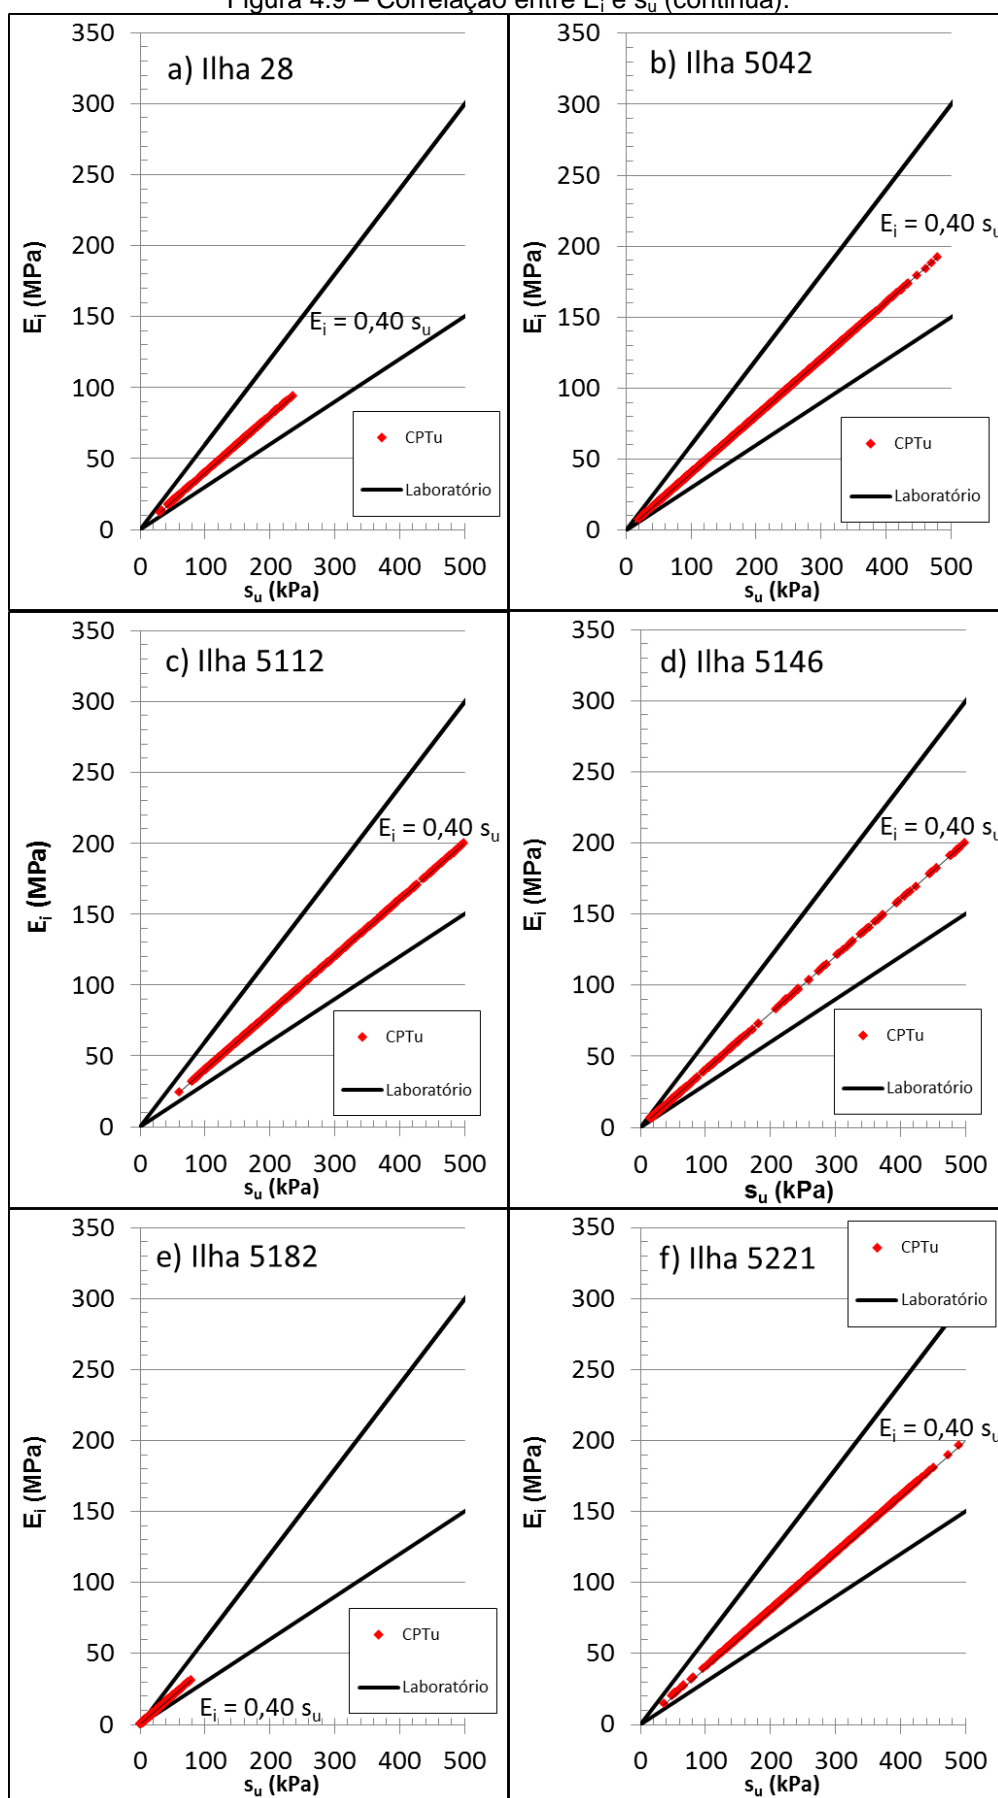 Figura 4.9 – Correlação entre Ei e su (continua).
a) Ilha 28
350
300
250
200
150
100
50
0
Ei (MPa)
Ei = 0,40 su
CPTu
Laboratório
0 100 200 300 400 500
su (kPa)
b) Ilha 5042
350
300
250
200
150
100
50
0
Ei (MPa)
Ei = 0,40 su
CPTu
Laboratório
0 100 200 300 400 500
su (kPa)
c) Ilha 5112
350
300
250
200
150
100
50
0
Ei (MPa)
Ei = 0,40 su
CPTu
Laboratório
0 100 200 300 400 500
su (kPa)
d) Ilha 5146
350
300
250
200
150
100
50
0
Ei (MPa)
Ei = 0,40 su
CPTu
Laboratório
0 100 200 300 400 500
su (kPa)
e) Ilha 5182
350
300
250
200
150
100
50
0
Ei (MPa)
CPTu
Laboratório
Ei = 0,40 su
0 100 200 300 400 500
su (kPa)
f) Ilha 5221
350
300
250
200
150
100
50
0
Ei (MPa)
CPTu
Laboratório
Ei = 0,40 su
0 100 200 300 400 500
su (kPa)